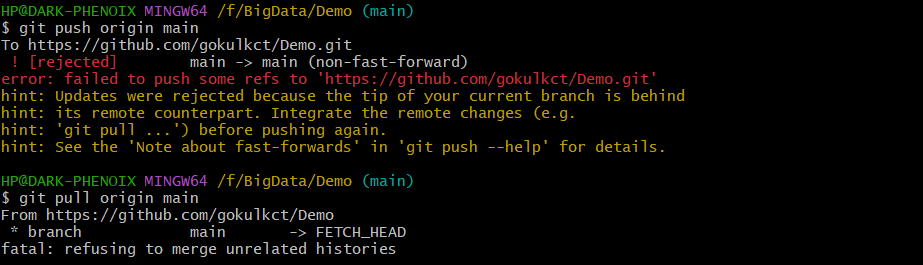 HP@DARK-PHENOIX MINGW64 /f/BigData/Demo (main)
$ git push origin main
To https://github.com/gokulkct/Demo.git
 ! [rejected]        main -> main (non-fast-forward)
error: failed to push some refs to 'https://github.com/gokulkct/Demo.git'
hint: Updates were rejected because the tip of your current branch is behind
hint: its remote counterpart. Integrate the remote changes (e.g.
hint: 'git pull ...') before pushing again.
hint: See the 'Note about fast-forwards' in 'git push --help' for details.

HP@DARK-PHENOIX MINGW64 /f/BigData/Demo (main)
$ git pull origin main
From https://github.com/gokulkct/Demo
 * branch            main       -> FETCH_HEAD
fatal: refusing to merge unrelated histories